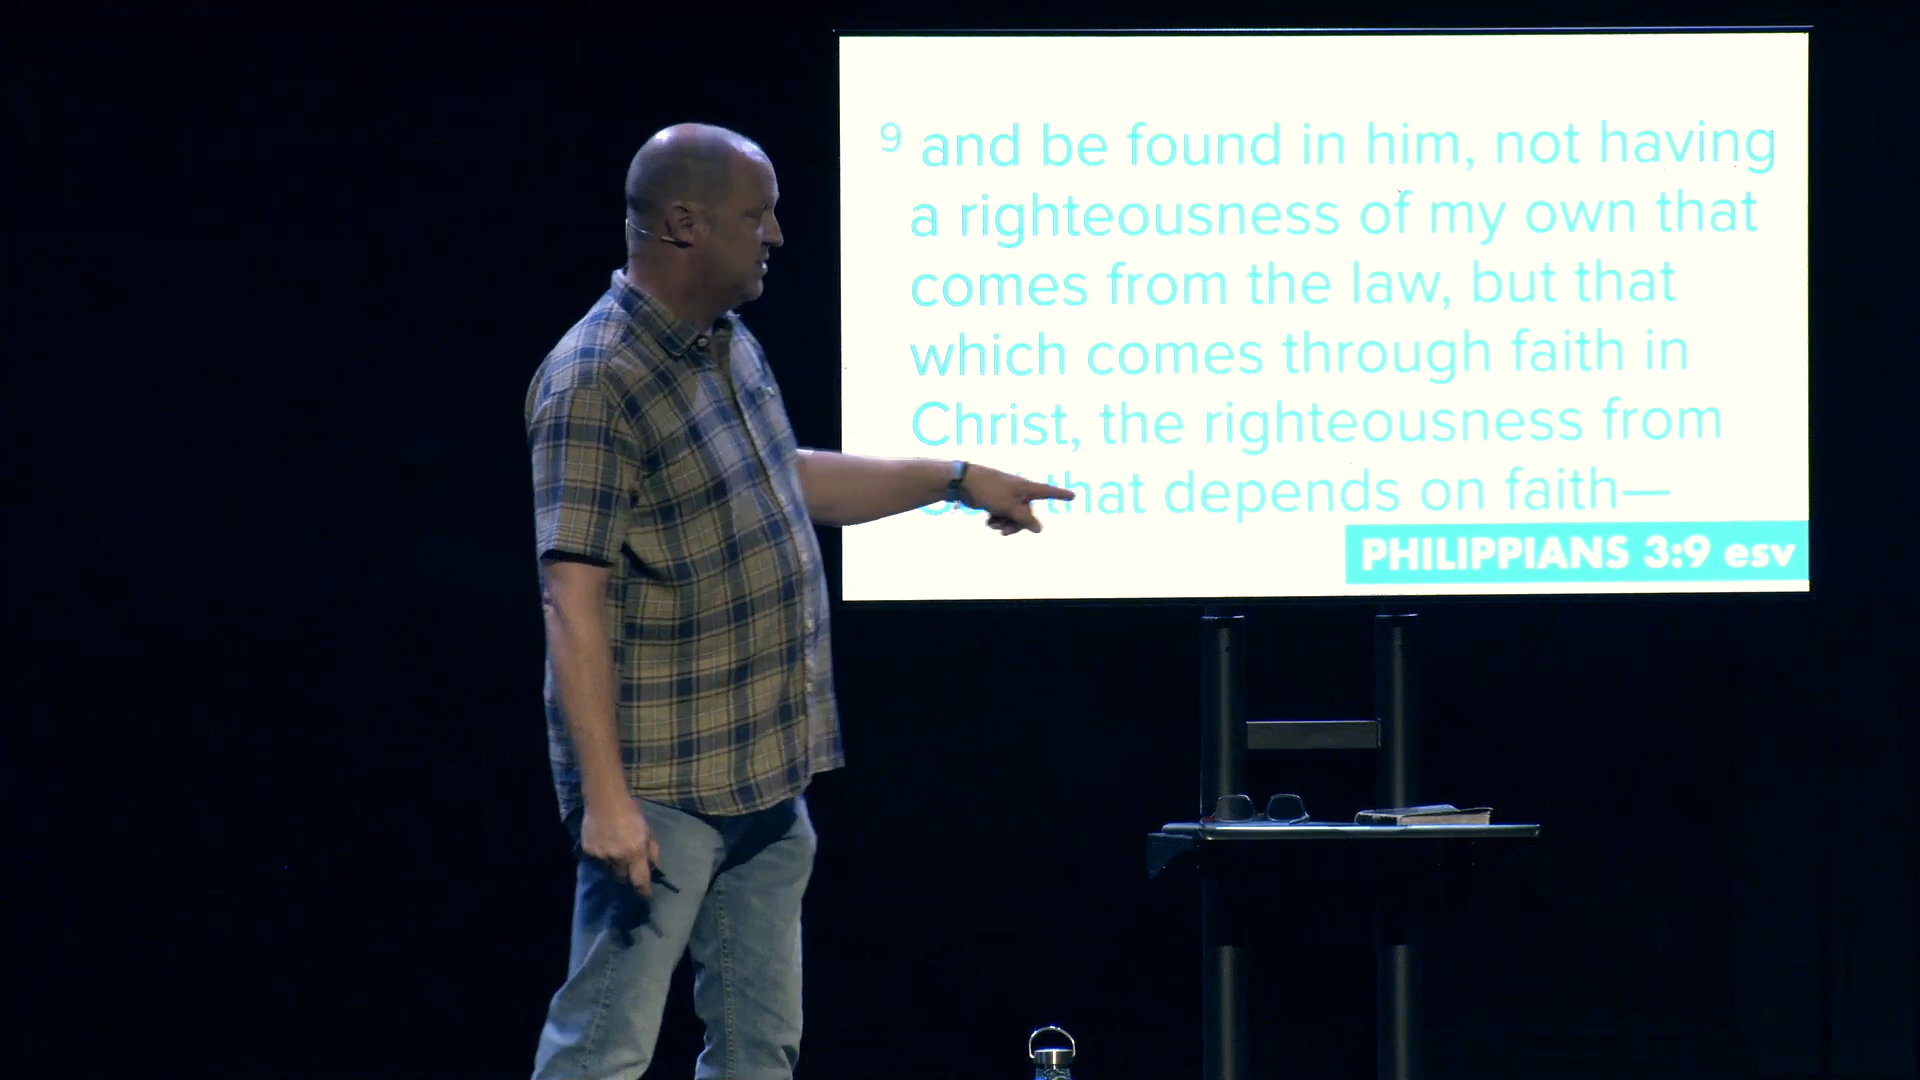 9 and be found in him, not having
a righteousness of my own that
comes from the law, but that
which comes through faith in
Christ, the righteousness from
that depends on faith—
PHILIPPIANS 3:9 esv